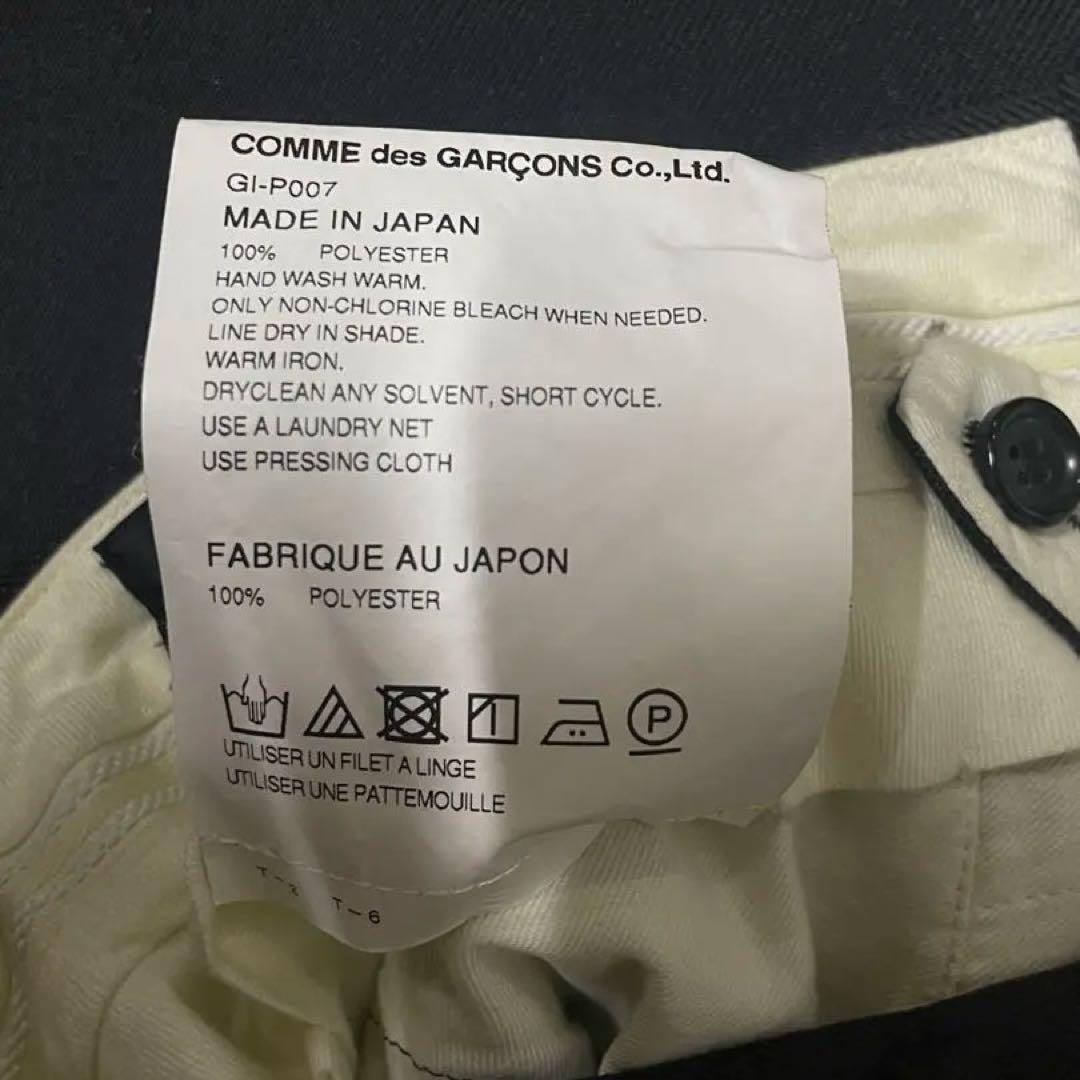 COMME des GARÇONS Co.,Ltd.
GI-P007
MADE IN JAPAN
100% POLYESTER
HAND WASH WARM.
ONLY NON-CHLORINE BLEACH WHEN NEEDED.
LINE DRY IN SHADE.
WARM IRON.
DRYCLEAN ANY SOLVENT, SHORT CYCLE.
USE A LAUNDRY NET
USE PRESSING CLOTH
FABRIQUE AU JAPON
100% POLYESTER
P
UTILISER UN FILET A LINGE
UTILISER UNE PATTEMOUILLE
T-2 T-6